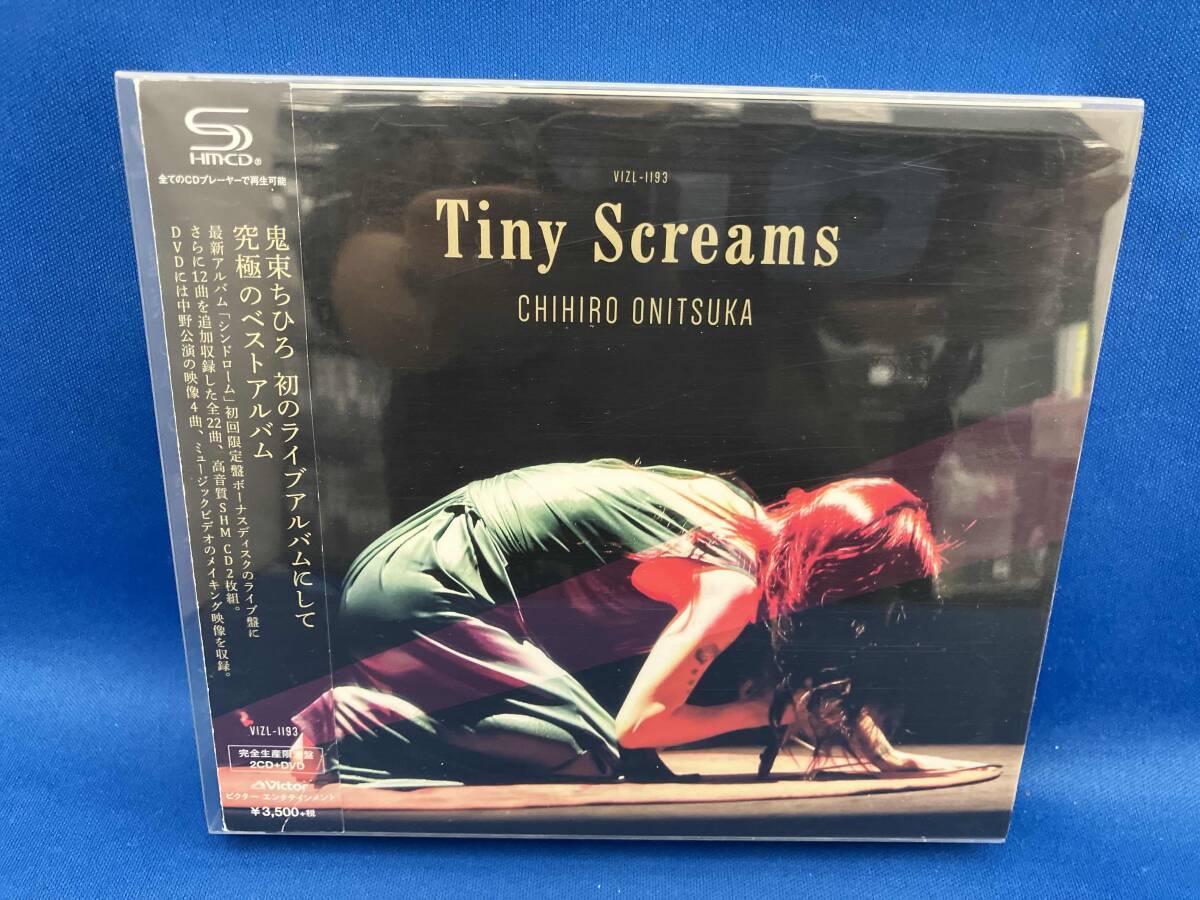 SHM-CD®
全てのCDプレーヤーで再生可能
鬼束ちひろ 初のライブアルバムにして
究極のベストアルバム
最新アルバム「シンドローム」初回限定盤ボーナスディスクのライブ盤に
さらに12曲を追加収録した全22曲、高音質SHM CD2枚組。
DVDには中野公演の映像4曲、ミュージックビデオのメイキング映像を収録。
VIZL-1193
完全生産限定盤
2CD+DVD
Victor
ビクター エンタテインメント
¥3,500+税
VIZL-1193
Tiny Screams
CHIHIRO ONITSUKA